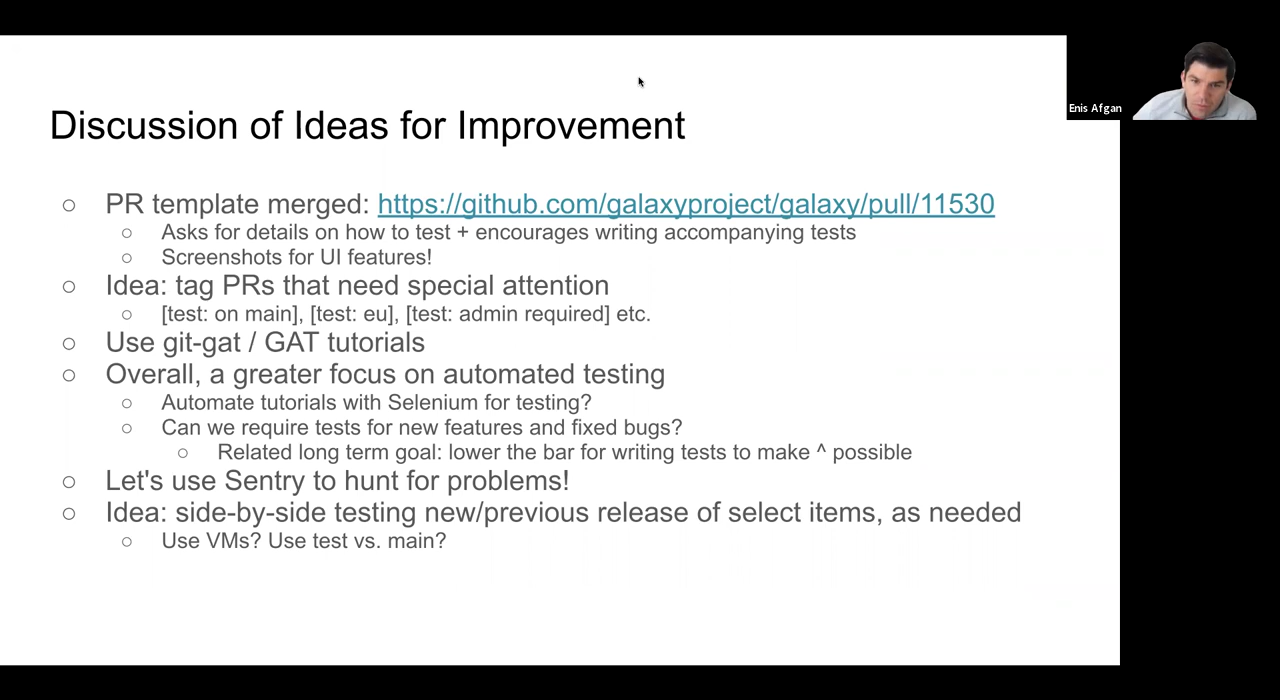 Enis Afgan
Discussion of Ideas for Improvement
○ PR template merged: https://github.com/galaxyproject/galaxy/pull/11530
○ Asks for details on how to test + encourages writing accompanying tests
○ Screenshots for UI features!
○ Idea: tag PRs that need special attention
○ [test: on main], [test: eu], [test: admin required] etc.
○ Use git-gat / GAT tutorials
○ Overall, a greater focus on automated testing
○ Automate tutorials with Selenium for testing?
○ Can we require tests for new features and fixed bugs?
○ Related long term goal: lower the bar for writing tests to make ^ possible
○ Let's use Sentry to hunt for problems!
○ Idea: side-by-side testing new/previous release of select items, as needed
○ Use VMs? Use test vs. main?